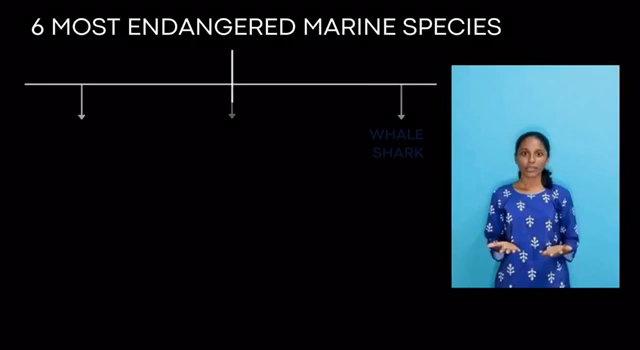 6 MOST ENDANGERED MARINE SPECIES
WHALE
SHARK